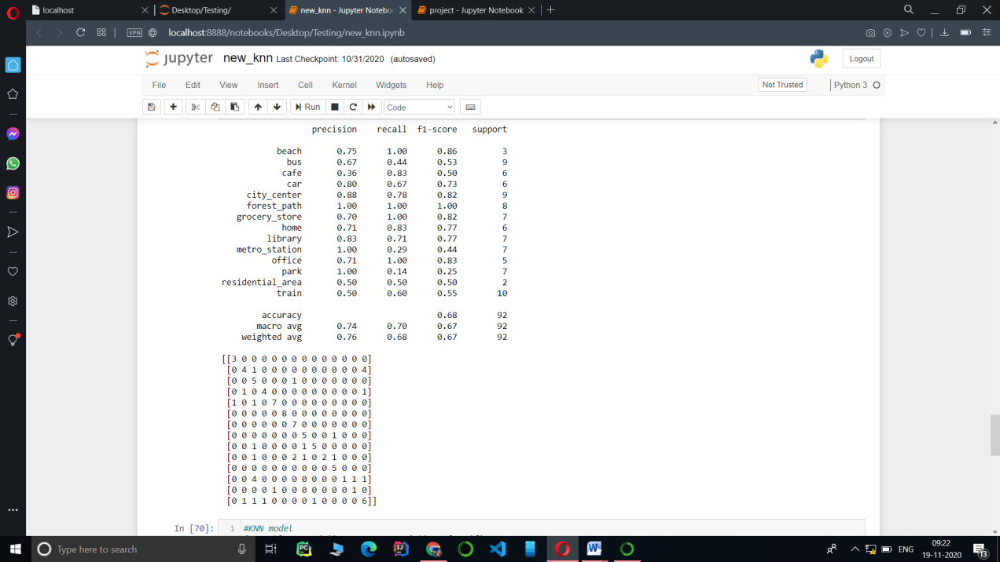 localhost
Desktop/Testing/
new_knn - Jupyter Noteboo
project - Jupyter Notebook
VPN
localhost:8888/notebooks/Desktop/Testing/new_knn.ipynb
jupyter new_knn Last Checkpoint: 10/31/2020 (autosaved)
Logout
File Edit View Insert Cell Kernel Widgets Help
Not Trusted
Python 3
Run
Code
precision recall f1-score support
beach 0.75 1.00 0.86 3
bus 0.67 0.44 0.53 9
cafe 0.36 0.83 0.50 6
car 0.80 0.67 0.73 6
city_center 0.88 0.78 0.82 9
forest_path 1.00 1.00 1.00 8
grocery_store 0.70 1.00 0.82 7
home 0.71 0.83 0.77 6
library 0.83 0.71 0.77 7
metro_station 1.00 0.29 0.44 7
office 0.71 1.00 0.83 5
park 1.00 0.14 0.25 7
residential_area 0.50 0.50 0.50 2
train 0.50 0.60 0.55 10
accuracy 0.68 92
macro avg 0.74 0.70 0.67 92
weighted avg 0.76 0.68 0.67 92
[[3 0 0 0 0 0 0 0 0 0 0 0 0 0]
[0 4 1 0 0 0 0 0 0 0 0 0 0 4]
[0 0 5 0 0 0 1 0 0 0 0 0 0 0]
[0 1 0 4 0 0 0 0 0 0 0 0 0 1]
[1 0 1 0 7 0 0 0 0 0 0 0 0 0]
[0 0 0 0 0 8 0 0 0 0 0 0 0 0]
[0 0 0 0 0 0 7 0 0 0 0 0 0 0]
[0 0 0 0 0 0 0 5 0 0 1 0 0 0]
[0 0 1 0 0 0 0 1 5 0 0 0 0 0]
[0 0 1 0 0 0 2 1 0 2 1 0 0 0]
[0 0 0 0 0 0 0 0 0 0 5 0 0 0]
[0 0 4 0 0 0 0 0 0 0 0 1 1 1]
[0 0 0 0 1 0 0 0 0 0 0 0 1 0]
[0 1 1 1 0 0 0 0 1 0 0 0 0 6]]
In [70]: 1 #KNN model
Type here to search
PC
IJ
W
ENG
09:22
19-11-2020
13